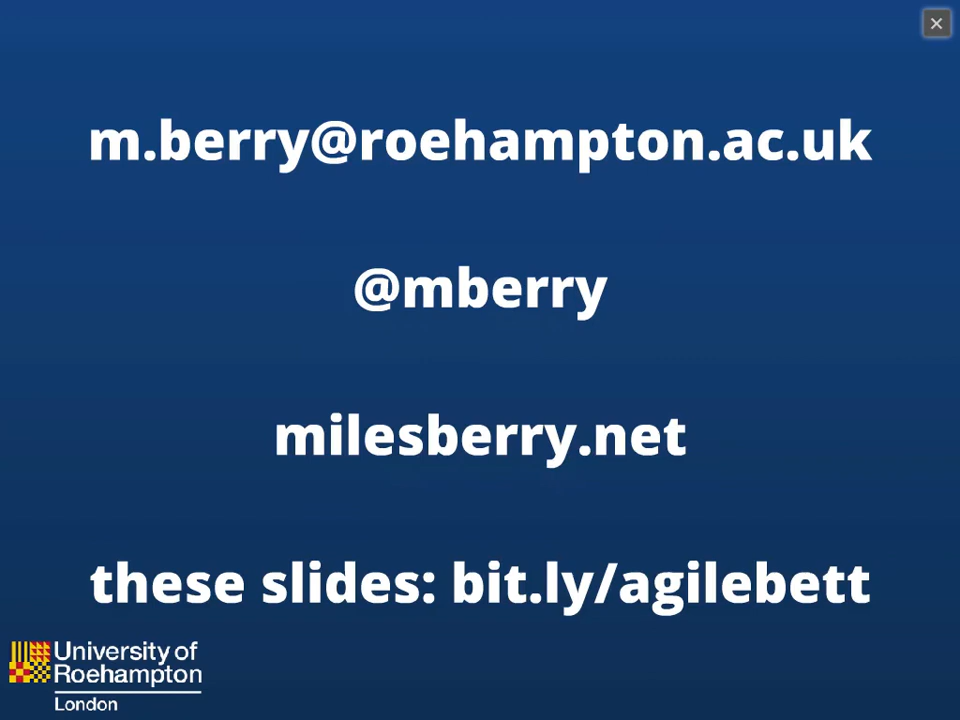 m.berry@roehampton.ac.uk
@mberry
milesberry.net
these slides: bit.ly/agilebett
University of
Roehampton
London